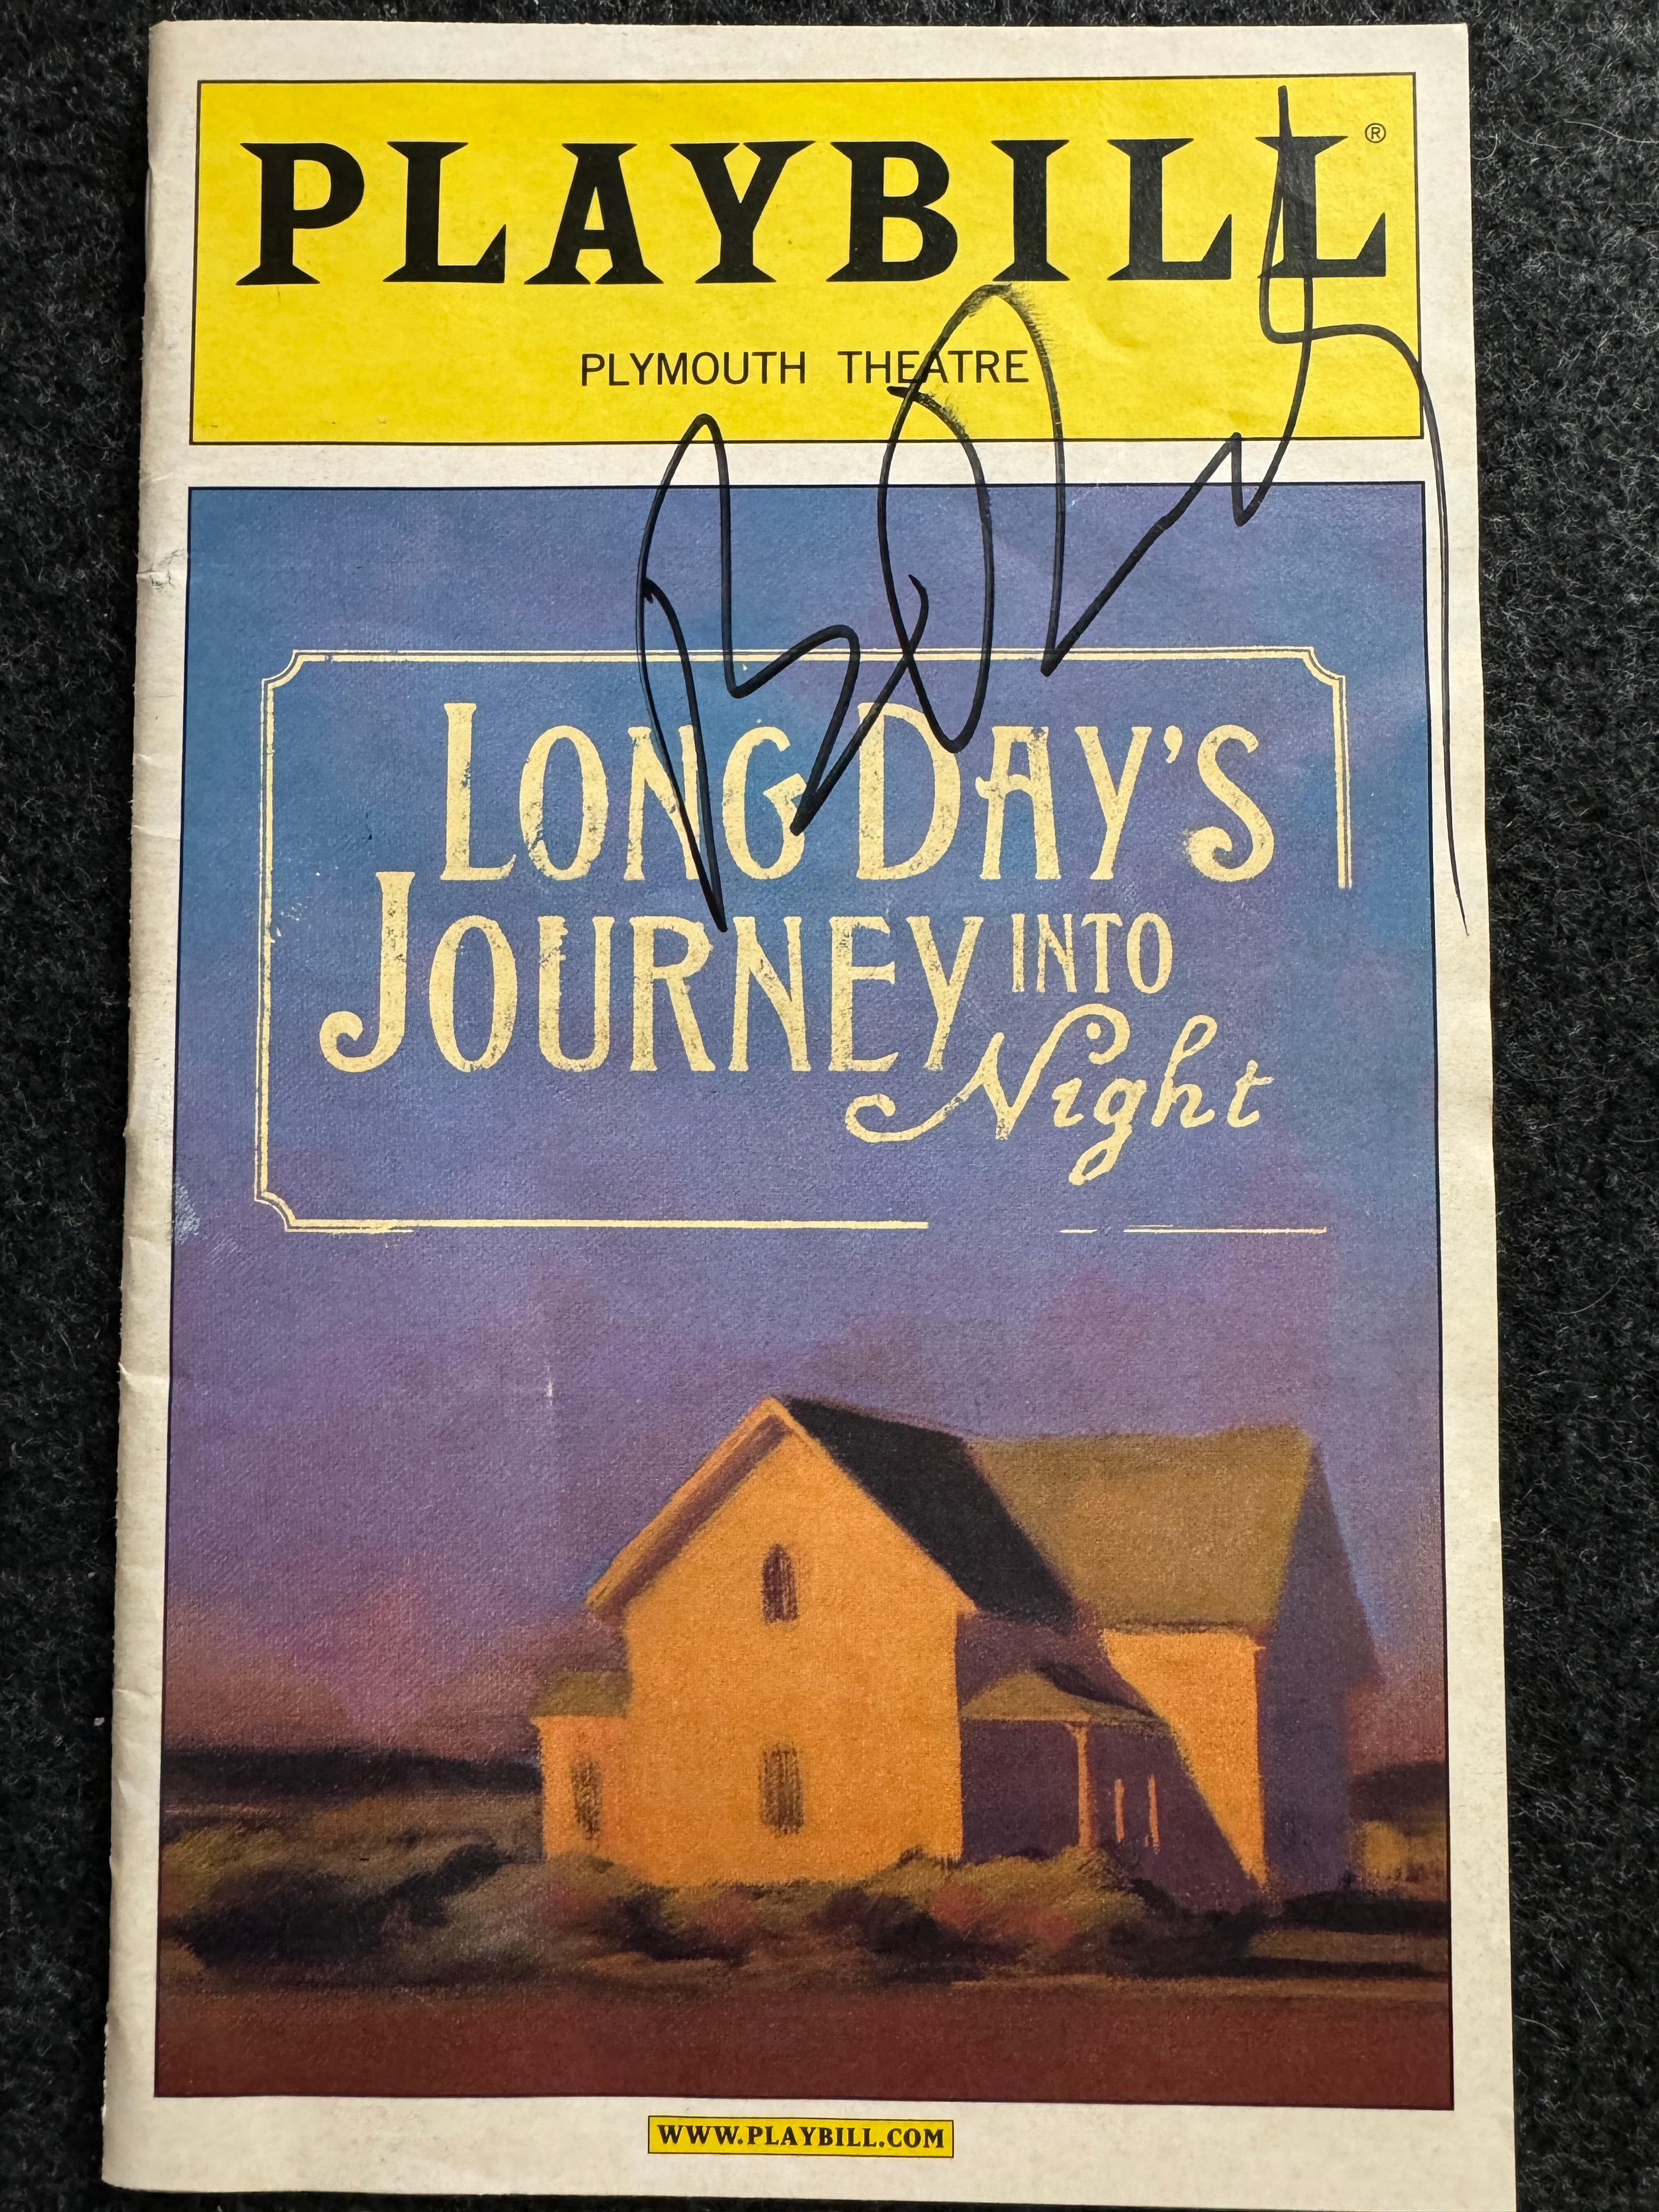 PLAYBILL®
PLYMOUTH THEATRE
LONG DAY'S
JOURNEY INTO
Night
WWW.PLAYBILL.COM